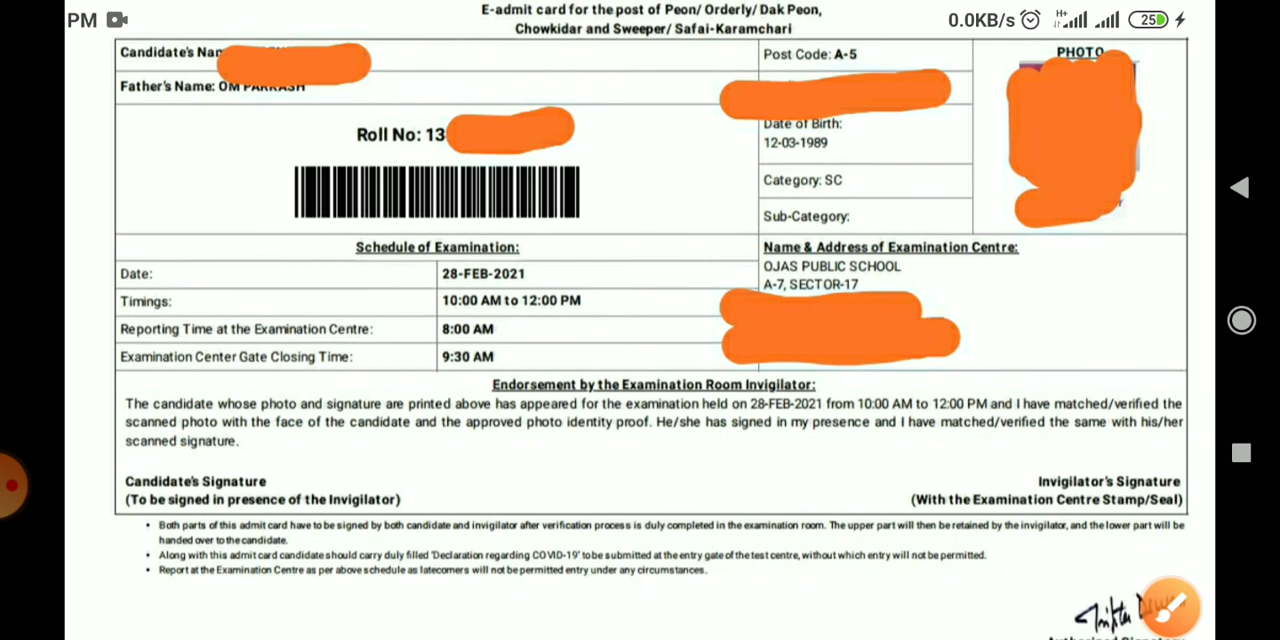 PM
0.0KB/s H+ 25
E-admit card for the post of Peon/ Orderly/ Dak Peon,
Chowkidar and Sweeper/ Safai-Karamchari
Candidate's
Post Code: A-5
PHOTO
Father's Name: OM PARKASH
Date of Birth:
12-03-1989
Roll No: 13
Category: SC
Sub-Category:
Schedule of Examination:
Name & Address of Examination Centre:
OJAS PUBLIC SCHOOL
A-7, SECTOR-17
Date: 28-FEB-2021
Timings: 10:00 AM to 12:00 PM
Reporting Time at the Examination Centre: 8:00 AM
Examination Center Gate Closing Time: 9:30 AM
Endorsement by the Examination Room Invigilator:
The candidate whose photo and signature are printed above has appeared for the examination held on 28-FEB-2021 from 10:00 AM to 12:00 PM and I have matched/verified the
scanned photo with the face of the candidate and the approved photo identity proof. He/she has signed in my presence and I have matched/verified the same with his/her
scanned signature.
Candidate's Signature
(To be signed in presence of the Invigilator)
Invigilator's Signature
(With the Examination Centre Stamp/Seal)
• Both parts of this admit card have to be signed by both candidate and invigilator after verification process is duly completed in the examination room. The upper part will then be retained by the invigilator, and the lower part will be
handed over to the candidate.
• Along with this admit card candidate should carry duly filled 'Declaration regarding COVID-19' to be submitted at the entry gate of the test centre, without which entry will not be permitted.
• Report at the Examination Centre as per above schedule as latecomers will not be permitted entry under any circumstances.